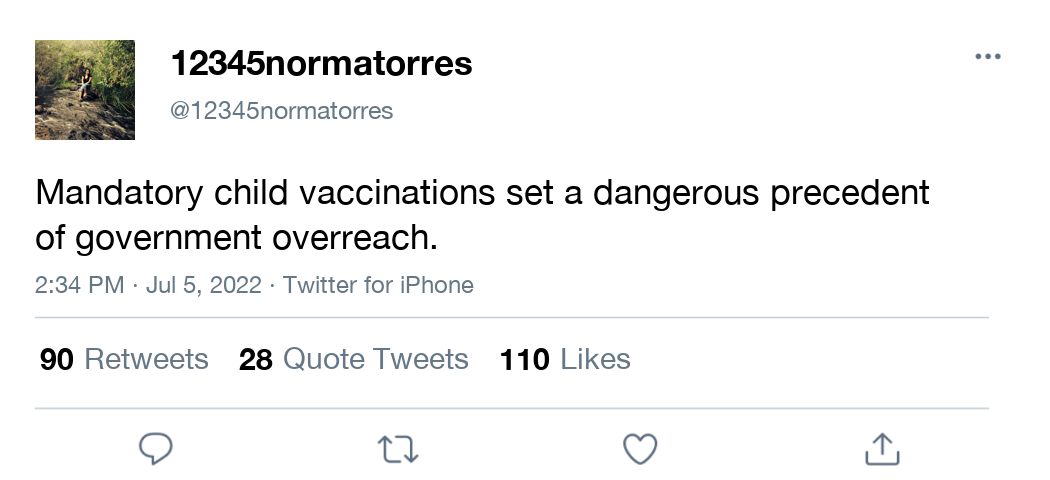 12345normatorres
@12345normatorres
Mandatory child vaccinations set a dangerous precedent
of government overreach.
2:34 PM · Jul 5, 2022 · Twitter for iPhone
90 Retweets 28 Quote Tweets 110 Likes